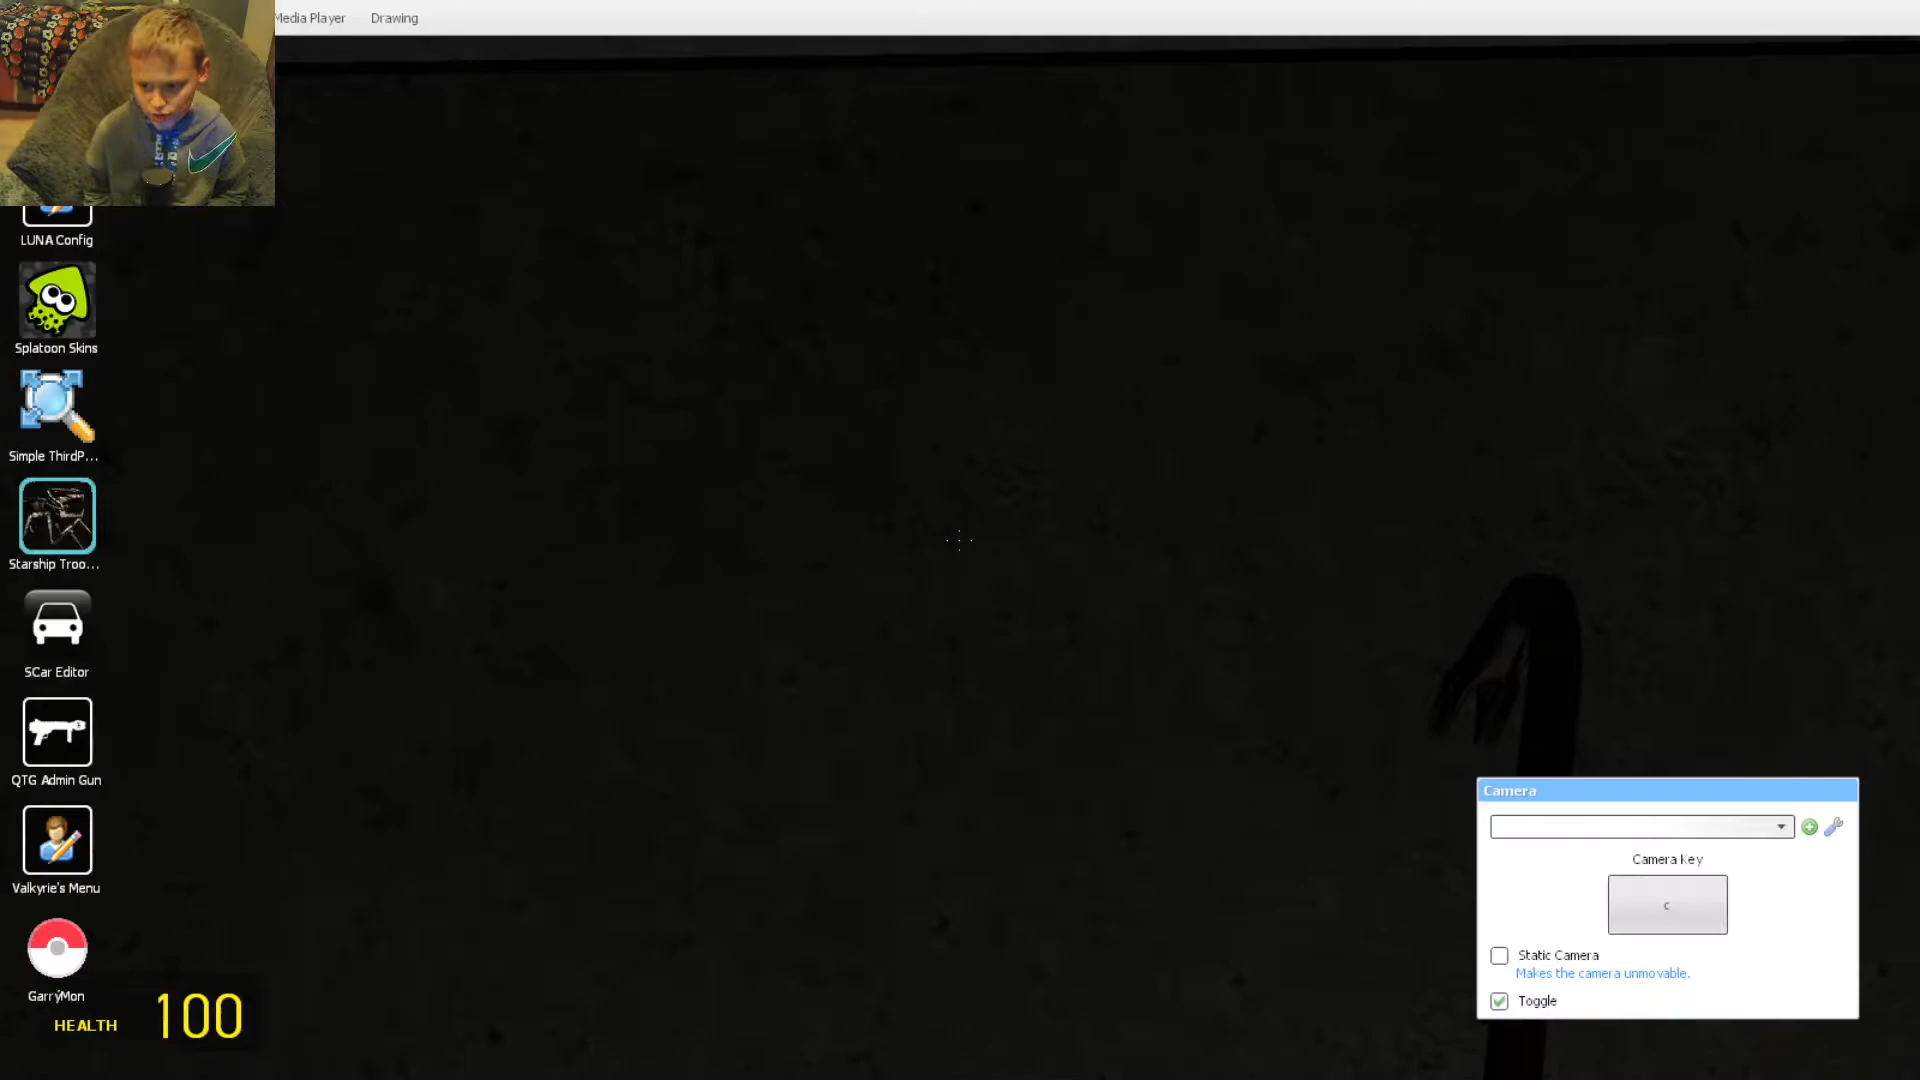 Media Player Drawing
LUNA Config
Splatoon Skins
Simple ThirdP...
Starship Troo...
SCar Editor
QTG Admin Gun
Valkyrie's Menu
GarryMon
HEALTH 100
Camera
Camera Key
c
Static Camera
Makes the camera unmovable.
Toggle